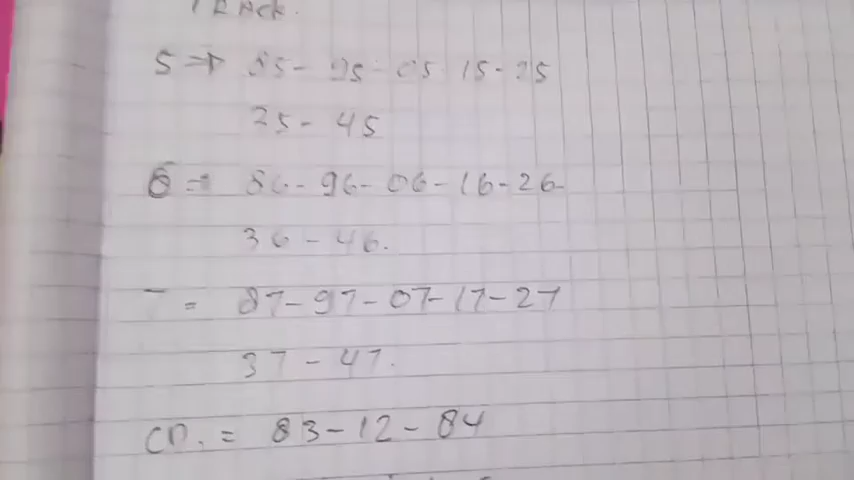 TRACK.
5 ⇒ 85 - 95 - 05 15 - 25
25 - 45
6 ⇒ 86 - 96 - 06 - 16 - 26 -
36 - 46.
7 = 87 - 97 - 07 - 17 - 27
37 - 47.
CD. = 83 - 12 - 84